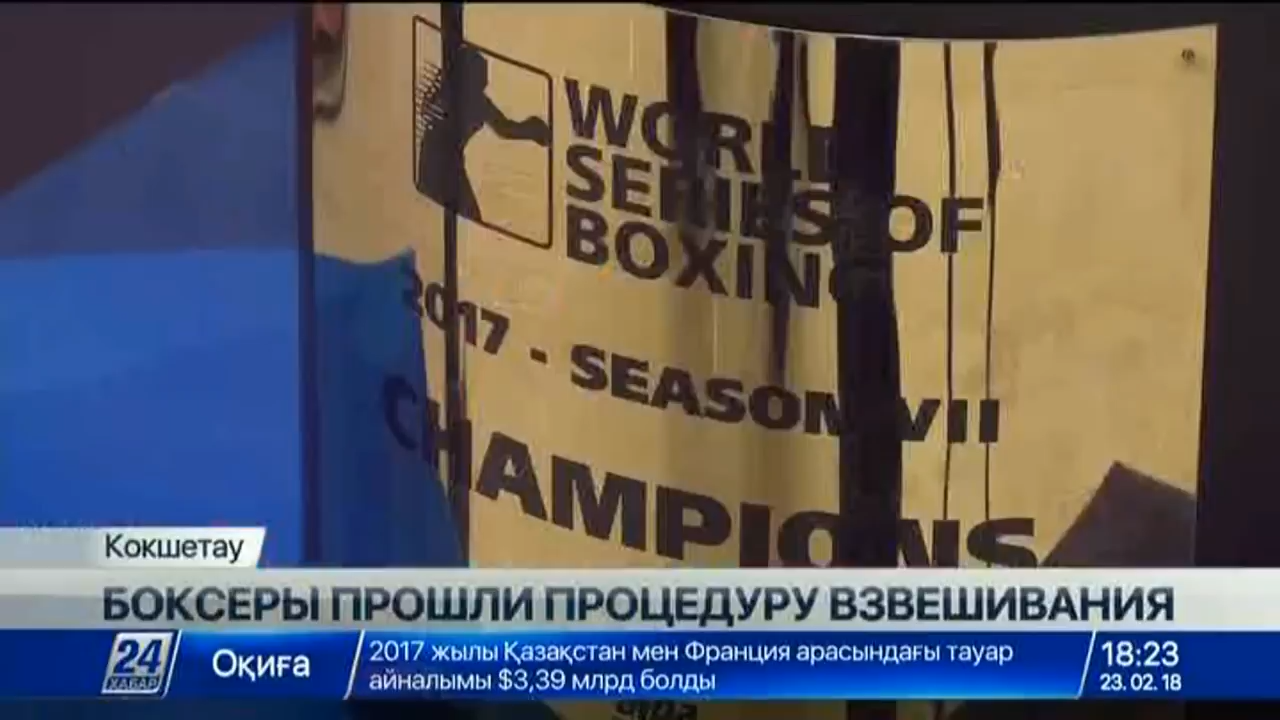 WORLD
SERIES OF
BOXING
2017 - SEASON VII
CHAMPIONS
Кокшетау
БОКСЕРЫ ПРОШЛИ ПРОЦЕДУРУ ВЗВЕШИВАНИЯ
24
ХАБАР
Оқиға
2017 жылы Қазақстан мен Франция арасындағы тауар
айналымы $3,39 млрд болды
18:23
23. 02. 18